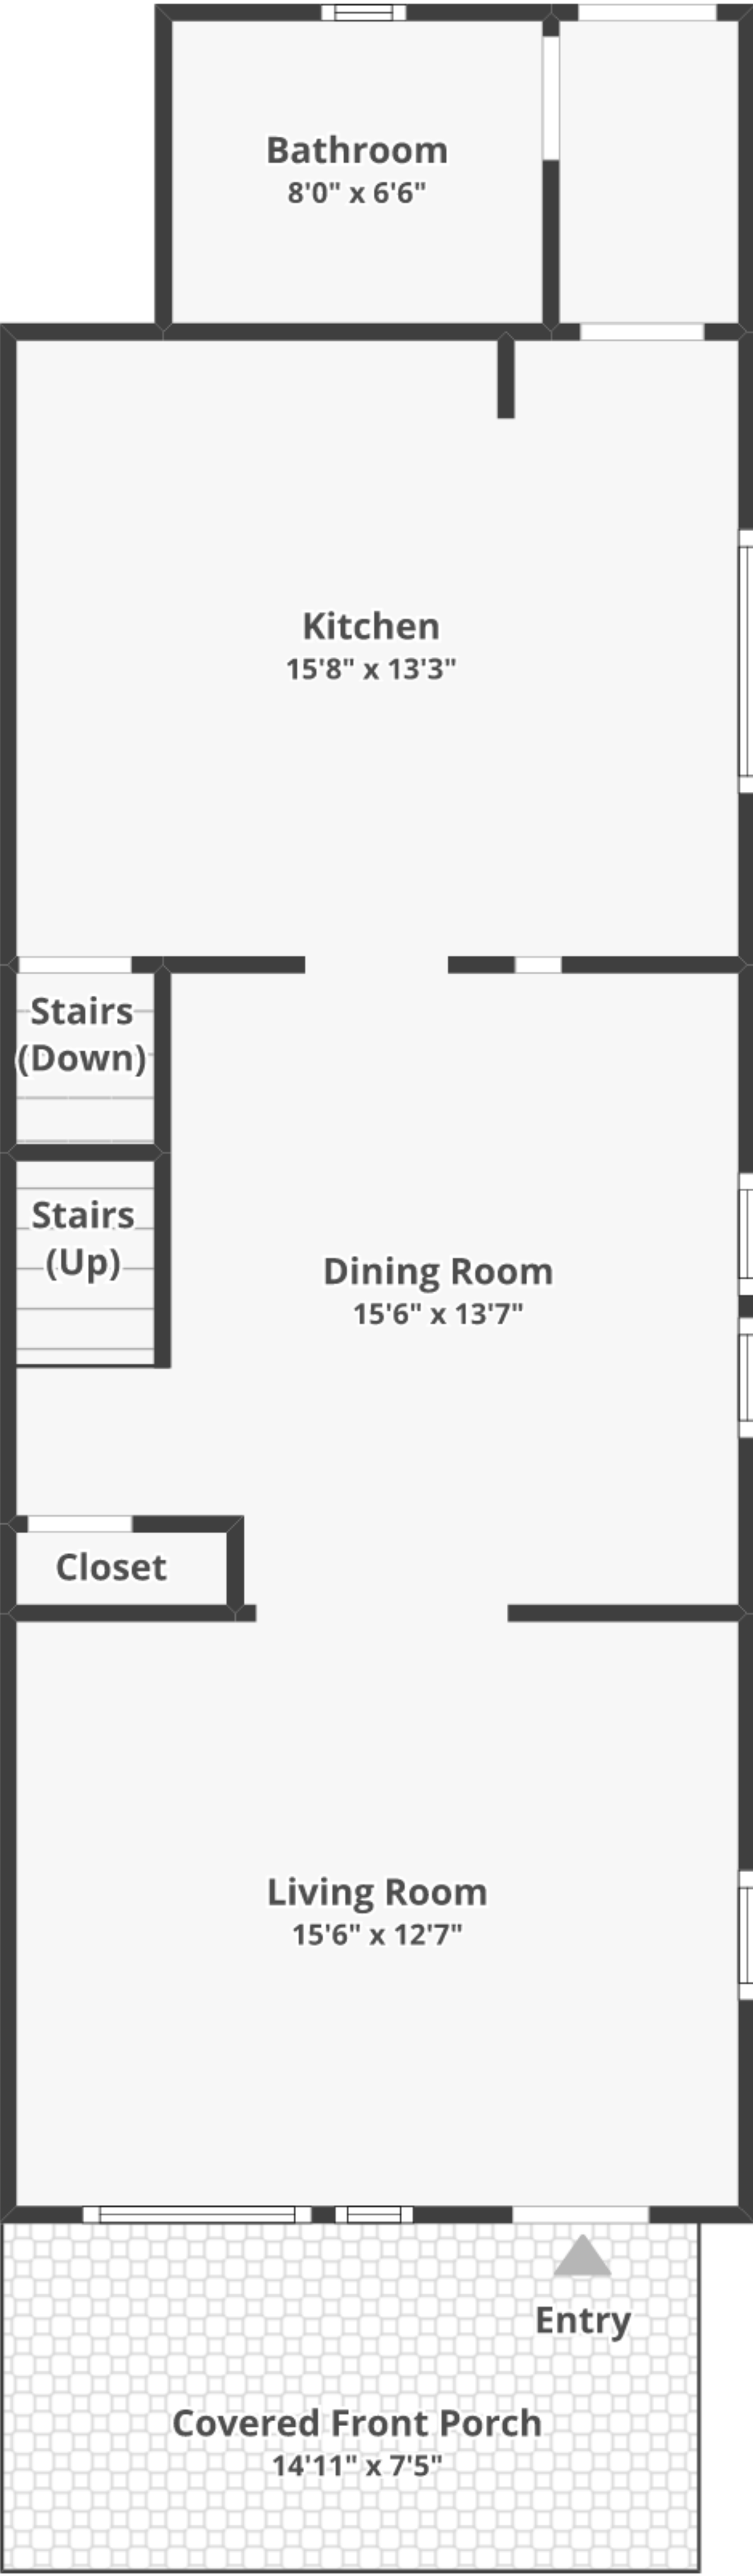 Bathroom
8'0" x 6'6"
Kitchen
15'8" x 13'3"
Stairs
(Down)
Stairs
(Up)
Dining Room
15'6" x 13'7"
Closet
Living Room
15'6" x 12'7"
Entry
Covered Front Porch
14'11" x 7'5"